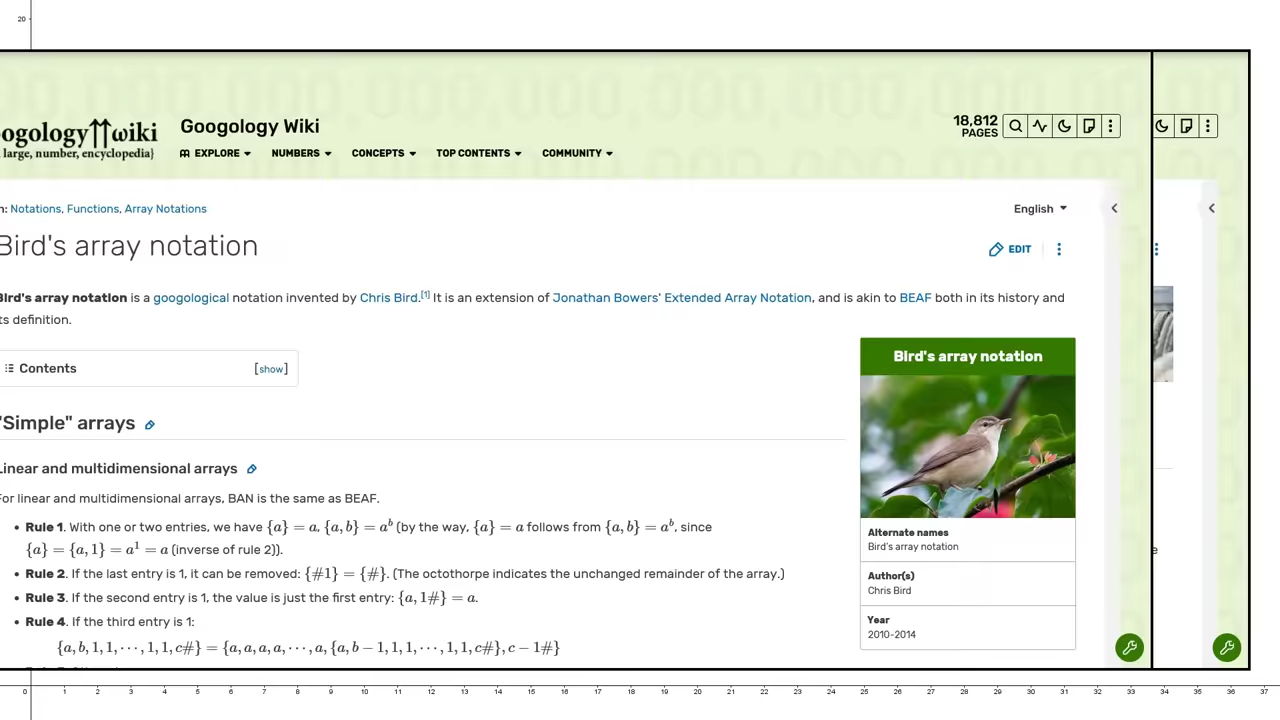 20
ogology⇈ωiki
large, number, encyclopedia}
Googology Wiki
EXPLORE NUMBERS CONCEPTS TOP CONTENTS COMMUNITY
18,812
PAGES
n: Notations, Functions, Array Notations
English
Bird's array notation
EDIT
Bird's array notation is a googological notation invented by Chris Bird.[1] It is an extension of Jonathan Bowers' Extended Array Notation, and is akin to BEAF both in its history and
ts definition.
Contents [show]
"Simple" arrays
Linear and multidimensional arrays
For linear and multidimensional arrays, BAN is the same as BEAF.
• Rule 1. With one or two entries, we have {a} = a, {a, b} = a^b (by the way, {a} = a follows from {a, b} = a^b, since
{a} = {a, 1} = a^1 = a (inverse of rule 2)).
• Rule 2. If the last entry is 1, it can be removed: {#1} = {#}. (The octothorpe indicates the unchanged remainder of the array.)
• Rule 3. If the second entry is 1, the value is just the first entry: {a, 1#} = a.
• Rule 4. If the third entry is 1:
{a, b, 1, 1, ⋯, 1, 1, c#} = {a, a, a, a, ⋯, a, {a, b − 1, 1, 1, ⋯, 1, 1, c#}, c − 1#}
Bird's array notation
Alternate names
Bird's array notation
Author(s)
Chris Bird
Year
2010-2014
e
0 1 2 3 4 5 6 7 8 9 10 11 12 13 14 15 16 17 18 19 20 21 22 23 24 25 26 27 28 29 30 31 32 33 34 35 36 37